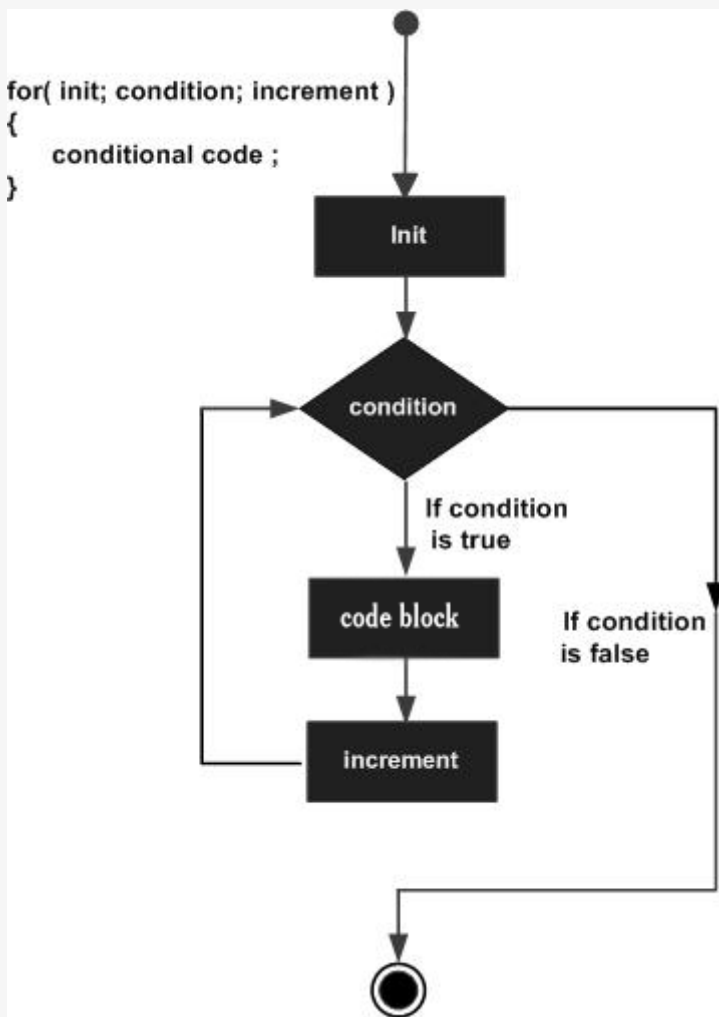 for( init; condition; increment )
{
conditional code ;
}
Init
condition
If condition
is true
code block
If condition
is false
increment